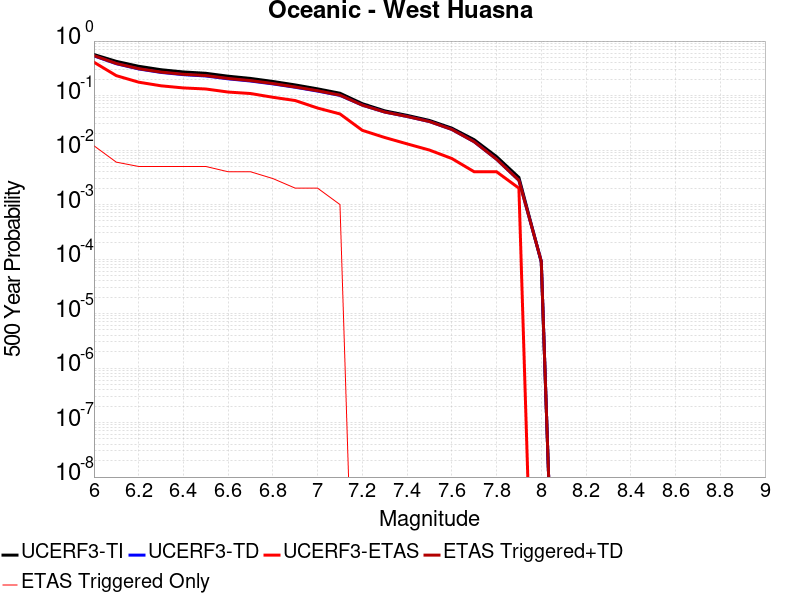 Oceanic - West Huasna
10^0
10^-1
10^-2
10^-3
10^-4
10^-5
10^-6
10^-7
10^-8
500 Year Probability
6 6.2 6.4 6.6 6.8 7 7.2 7.4 7.6 7.8 8 8.2 8.4 8.6 8.8 9
Magnitude
UCERF3-TI UCERF3-TD UCERF3-ETAS ETAS Triggered+TD
ETAS Triggered Only